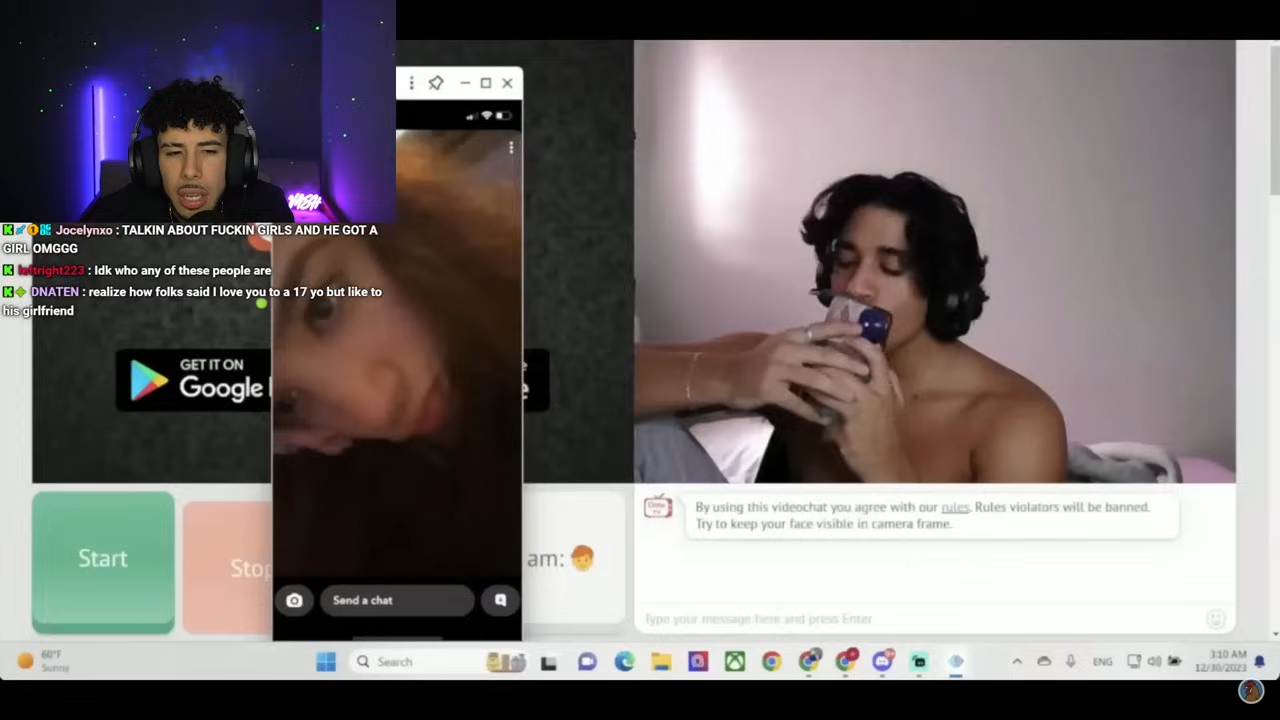 Jocelynxo : TALKIN ABOUT FUCKIN GIRLS AND HE GOT A
GIRL OMGGG
leftright223 : Idk who any of these people are
DNATEN : realize how folks said I love you to a 17 yo but like to
his girlfriend
GET IT ON
Google
Start
Stop
am:
Send a chat
By using this videochat you agree with our rules. Rules violators will be banned.
Try to keep your face visible in camera frame.
Type your message here and press Enter
60°F
Sunny
Search
ENG
3:10 AM
12/30/2023